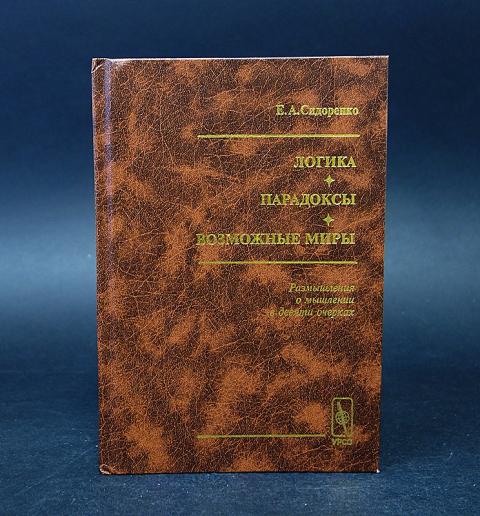 Е.А.Сидоренко
ЛОГИКА
ПАРАДОКСЫ
ВОЗМОЖНЫЕ МИРЫ
Размышления
о мышлении
в девяти очерках
УРСС